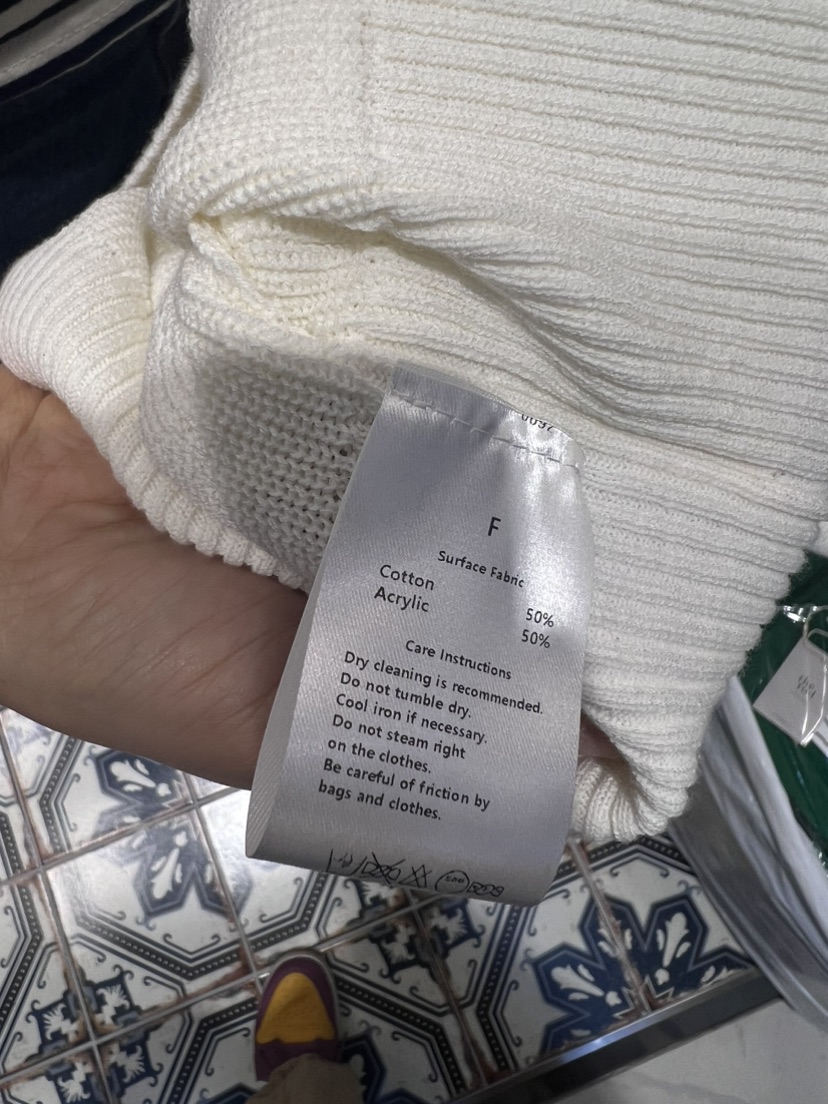 0097
F
Surface Fabric
Cotton 50%
Acrylic 50%
Care Instructions
Dry cleaning is recommended.
Do not tumble dry.
Cool iron if necessary.
Do not steam right
on the clothes.
Be careful of friction by
bags and clothes.